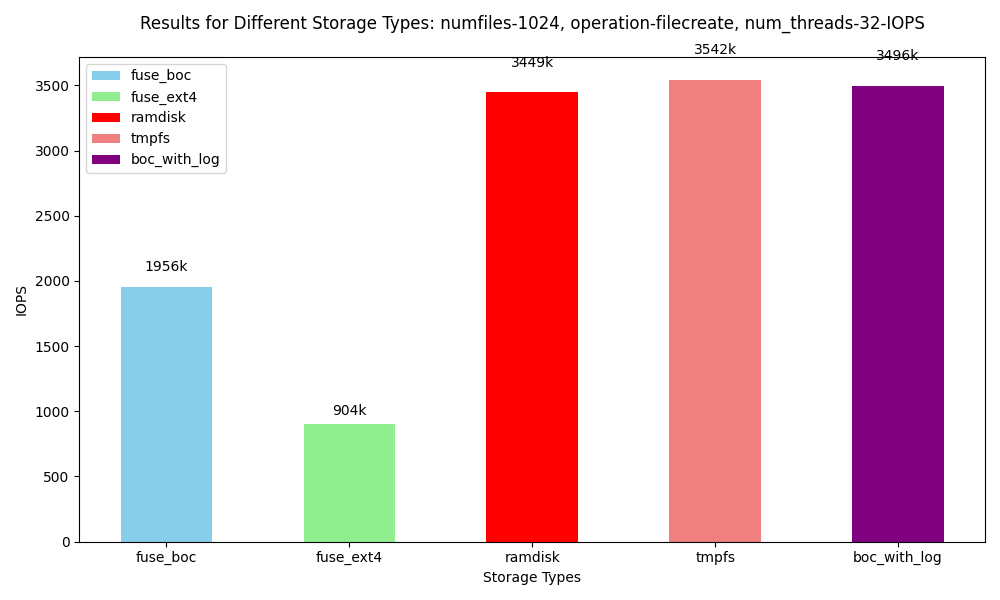 Results for Different Storage Types: numfiles-1024, operation-filecreate, num_threads-32-IOPS
3542k
3449k
3496k
fuse_boc
fuse_ext4
ramdisk
tmpfs
boc_with_log
1956k
904k
IOPS
3500
3000
2500
2000
1500
1000
500
0
fuse_boc
fuse_ext4
ramdisk
tmpfs
boc_with_log
Storage Types